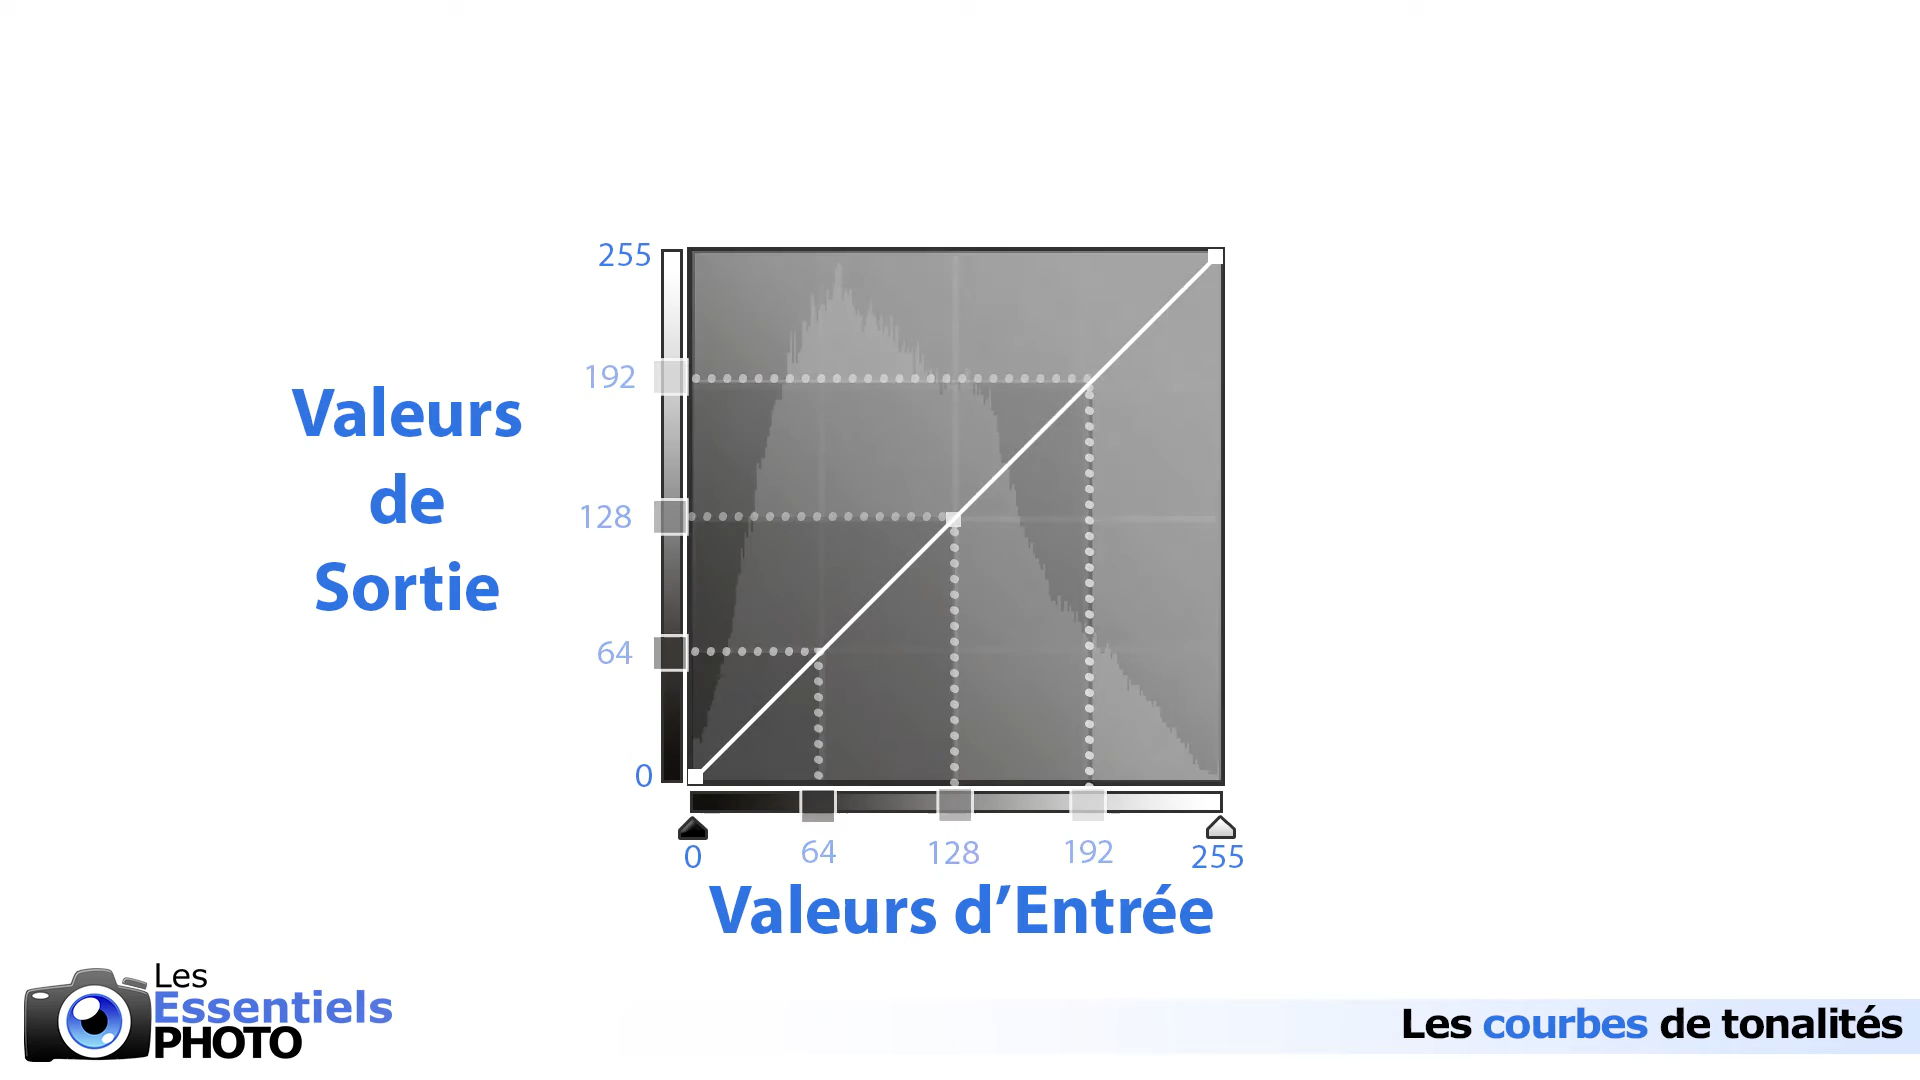 255
192
128
64
0
Valeurs
de
Sortie
0
64
128
192
255
Valeurs d’Entrée
Les
Essentiels
PHOTO
Les courbes de tonalités